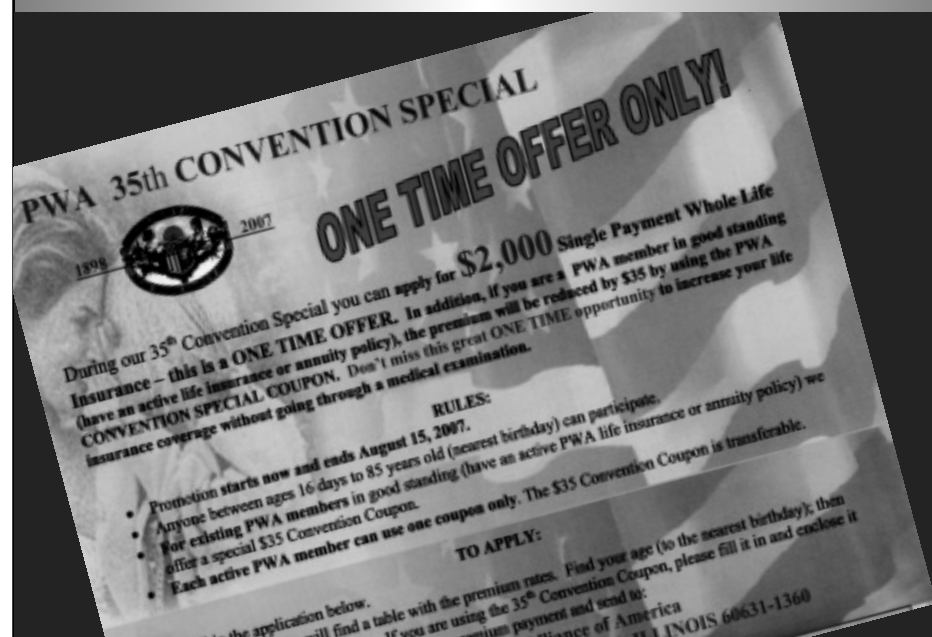 PWA 35th CONVENTION SPECIAL
ONE TIME OFFER ONLY!
1898 2007
During our 35th Convention Special you can apply for $2,000 Single Payment Whole Life
Insurance – this is a ONE TIME OFFER. In addition, if you are a PWA member in good standing
(have an active life insurance or annuity policy), the premium will be reduced by $35 by using the PWA
CONVENTION SPECIAL COUPON. Don't miss this great ONE TIME opportunity to increase your life
insurance coverage without going through a medical examination.
RULES:
• Promotion starts now and ends August 15, 2007.
• Anyone between ages 16 days to 85 years old (nearest birthday) can participate.
• For existing PWA members in good standing (have an active PWA life insurance or annuity policy) we
offer a special $35 Convention Coupon.
• Each active PWA member can use one coupon only. The $35 Convention Coupon is transferable.
TO APPLY:
the application below.
will find a table with the premium rates. Find your age (to the nearest birthday); then
If you are using the 35th Convention Coupon, please fill it in and enclose it
premium payment and send to:
of America
ILLINOIS 60631-1360